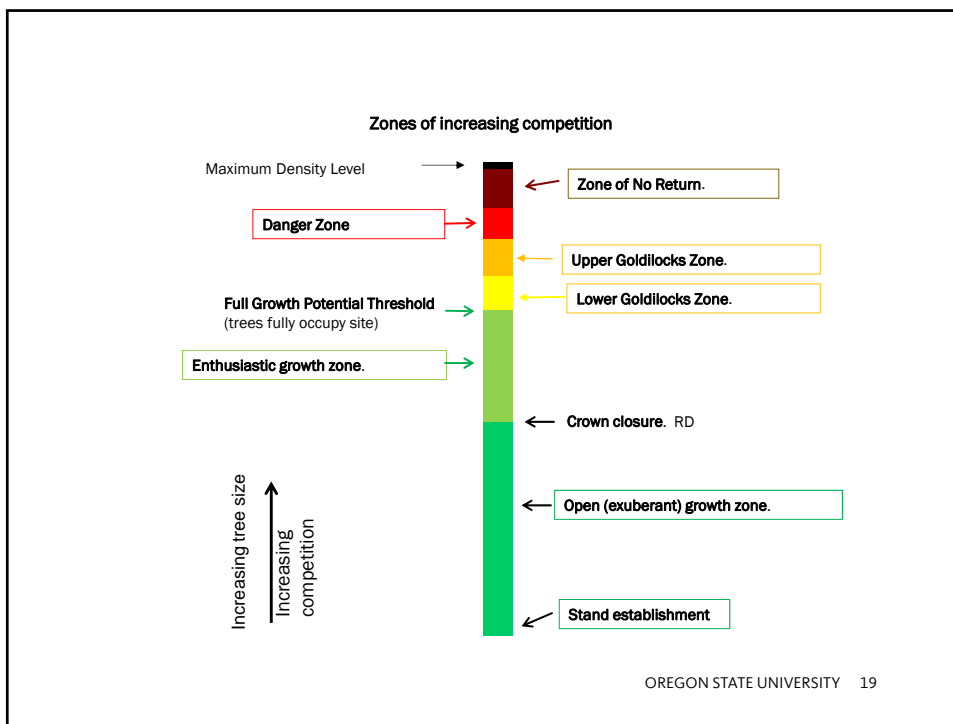 Zones of increasing competition
Maximum Density Level
Zone of No Return.
Danger Zone
Upper Goldilocks Zone.
Lower Goldilocks Zone.
Full Growth Potential Threshold
(trees fully occupy site)
Enthusiastic growth zone.
Crown closure. RD
Open (exuberant) growth zone.
Increasing tree size
Increasing
competition
Stand establishment
OREGON STATE UNIVERSITY 19